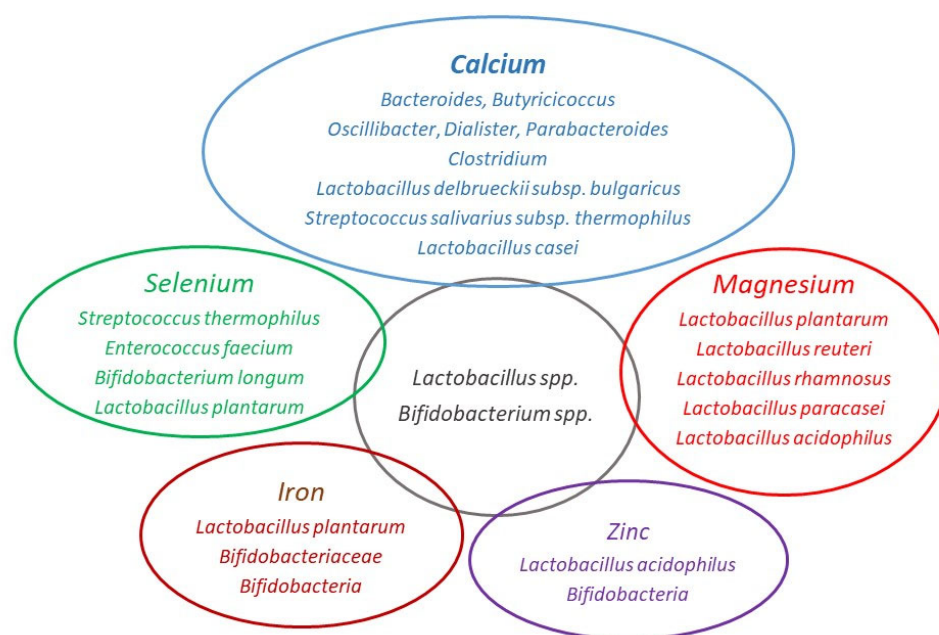 Calcium
Bacteroides, Butyricicoccus
Oscillibacter, Dialister, Parabacteroides
Clostridium
Lactobacillus delbrueckii subsp. bulgaricus
Streptococcus salivarius subsp. thermophilus
Lactobacillus casei
Selenium
Streptococcus thermophilus
Enterococcus faecium
Bifidobacterium longum
Lactobacillus plantarum
Lactobacillus spp.
Bifidobacterium spp.
Magnesium
Lactobacillus plantarum
Lactobacillus reuteri
Lactobacillus rhamnosus
Lactobacillus paracasei
Lactobacillus acidophilus
Iron
Lactobacillus plantarum
Bifidobacteriaceae
Bifidobacteria
Zinc
Lactobacillus acidophilus
Bifidobacteria